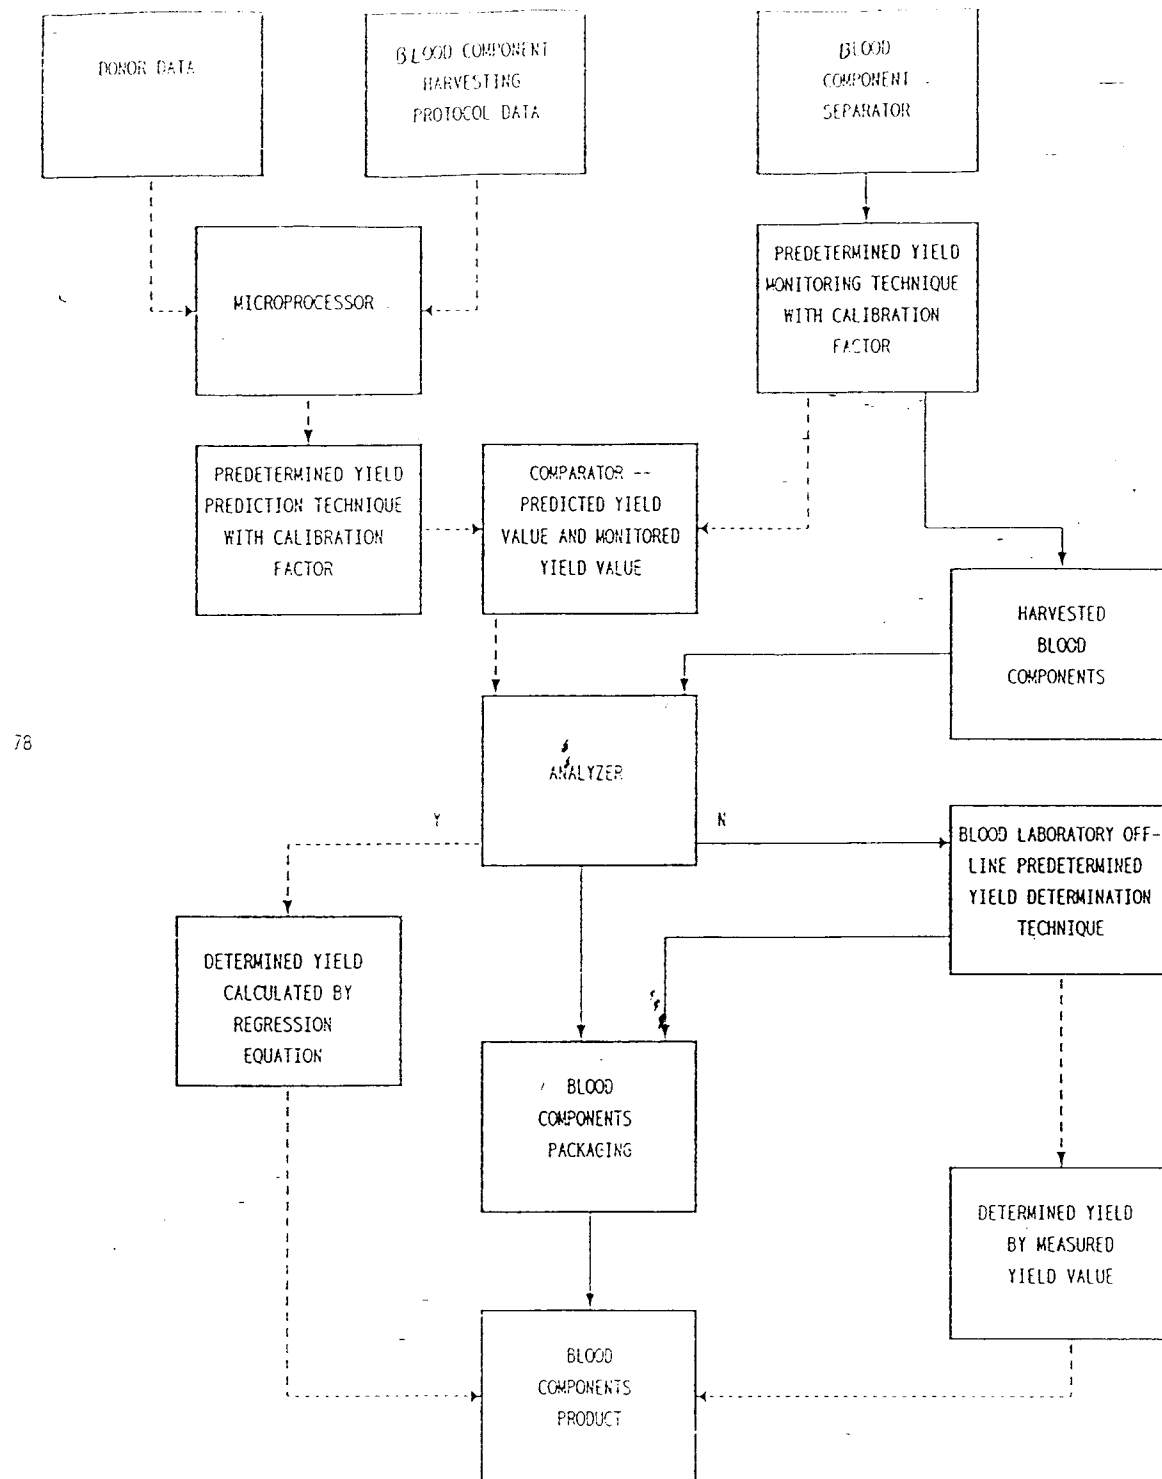 DONOR DATA
BLOOD COMPONENT
HARVESTING
PROTOCOL DATA
BLOOD
COMPONENT
SEPARATOR
MICROPROCESSOR
PREDETERMINED YIELD
MONITORING TECHNIQUE
WITH CALIBRATION
FACTOR
PREDETERMINED YIELD
PREDICTION TECHNIQUE
WITH CALIBRATION
FACTOR
COMPARATOR --
PREDICTED YIELD
VALUE AND MONITORED
YIELD VALUE
HARVESTED
BLOOD
COMPONENTS
78
ANALYZER
Y
N
BLOOD LABORATORY OFF-
LINE PREDETERMINED
YIELD DETERMINATION
TECHNIQUE
DETERMINED YIELD
CALCULATED BY
REGRESSION
EQUATION
BLOOD
COMPONENTS
PACKAGING
DETERMINED YIELD
BY MEASURED
YIELD VALUE
BLOOD
COMPONENTS
PRODUCT